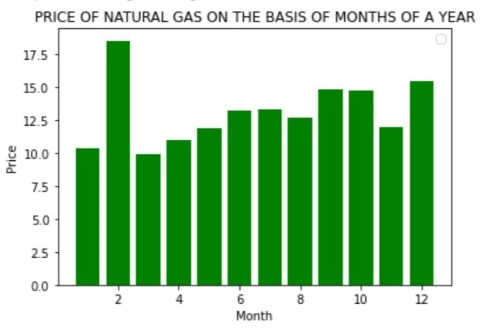 PRICE OF NATURAL GAS ON THE BASIS OF MONTHS OF A YEAR
17.5
15.0
12.5
10.0
7.5
5.0
2.5
0.0
Price
2 4 6 8 10 12
Month